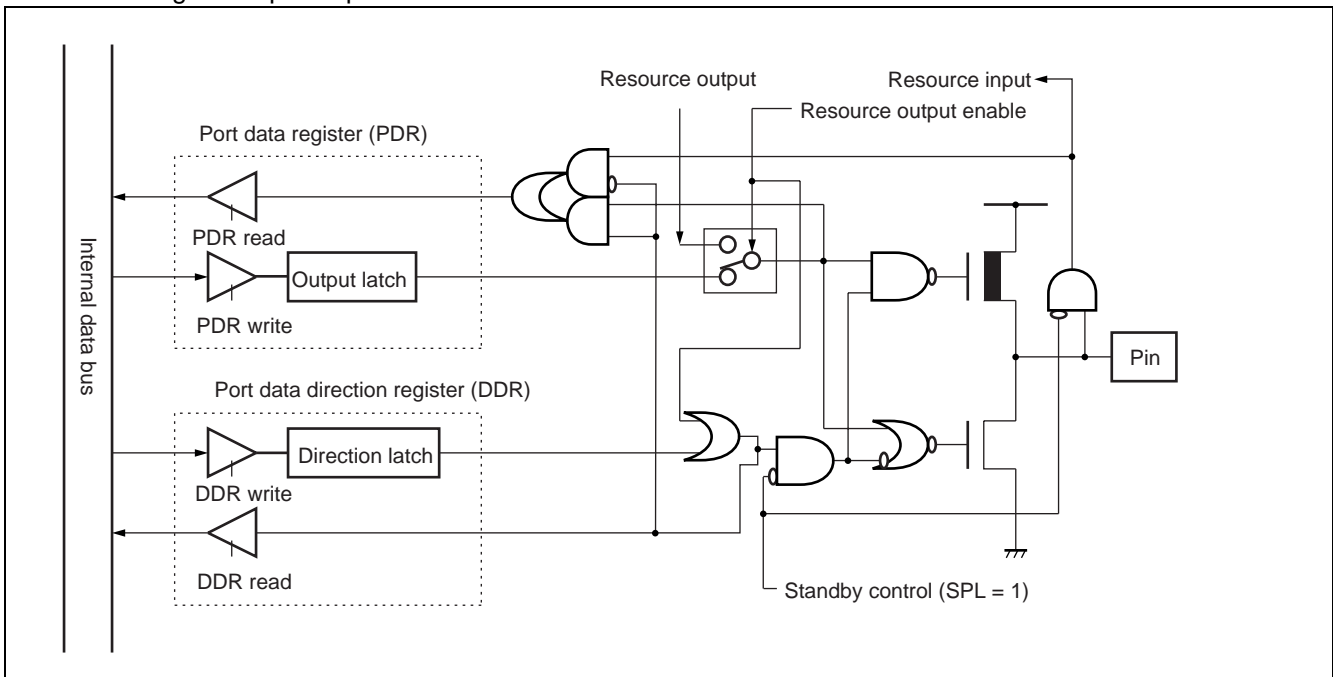 Resource output
Resource input
Resource output enable
Port data register (PDR)
PDR read
Output latch
PDR write
Internal data bus
Pin
Port data direction register (DDR)
Direction latch
DDR write
DDR read
Standby control (SPL = 1)